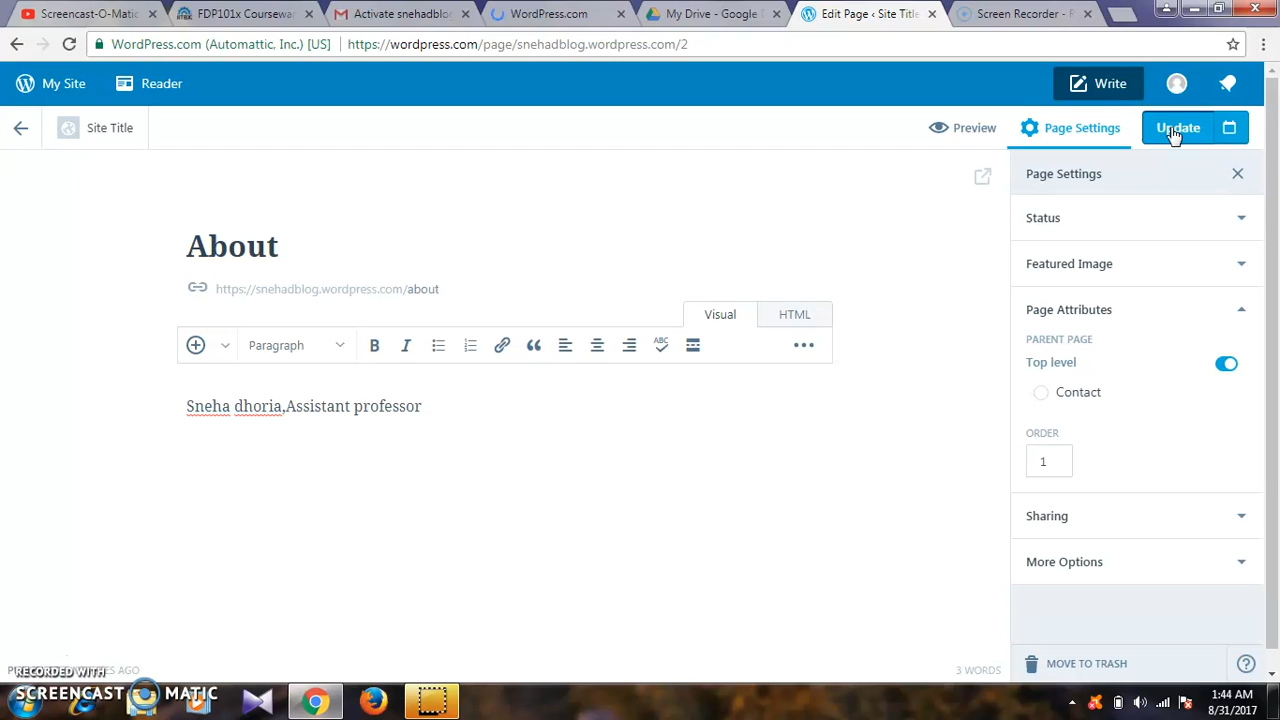 Screencast-O-Matic
FDP101x Coursewa
Activate snehadblog
WordPress.com
My Drive - Google
Edit Page ‹ Site Title
Screen Recorder - R
WordPress.com (Automattic, Inc.) [US]
https://wordpress.com/page/snehadblog.wordpress.com/2
My Site
Reader
Write
Site Title
Preview
Page Settings
Update
Page Settings
Status
About
Featured Image
https://snehadblog.wordpress.com/about
Page Attributes
Visual
HTML
PARENT PAGE
Paragraph
B
I
ABC
Top level
Contact
Sneha dhoria,Assistant professor
ORDER
1
Sharing
More Options
AGO
3 WORDS
MOVE TO TRASH
RECORDED WITH
SCREENCAST MATIC
1:44 AM
8/31/2017